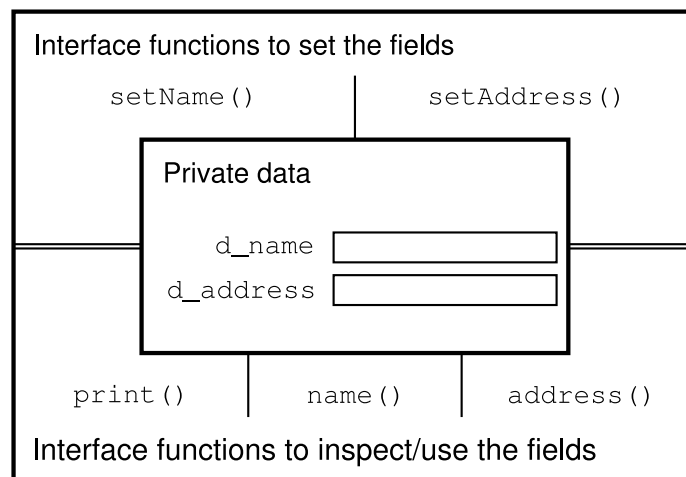 Interface functions to set the fields
setName() setAddress()
Private data
d_name
d_address
print() name() address()
Interface functions to inspect/use the fields